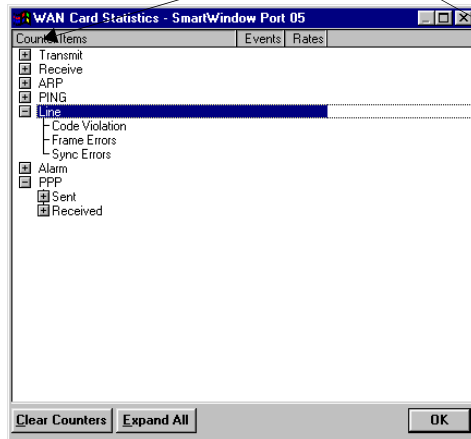 WAN Card Statistics - SmartWindow Port 05
Counter Items Events Rates
Transmit
Receive
ARP
PING
Line
Code Violation
Frame Errors
Sync Errors
Alarm
PPP
Sent
Received
Clear Counters Expand All OK